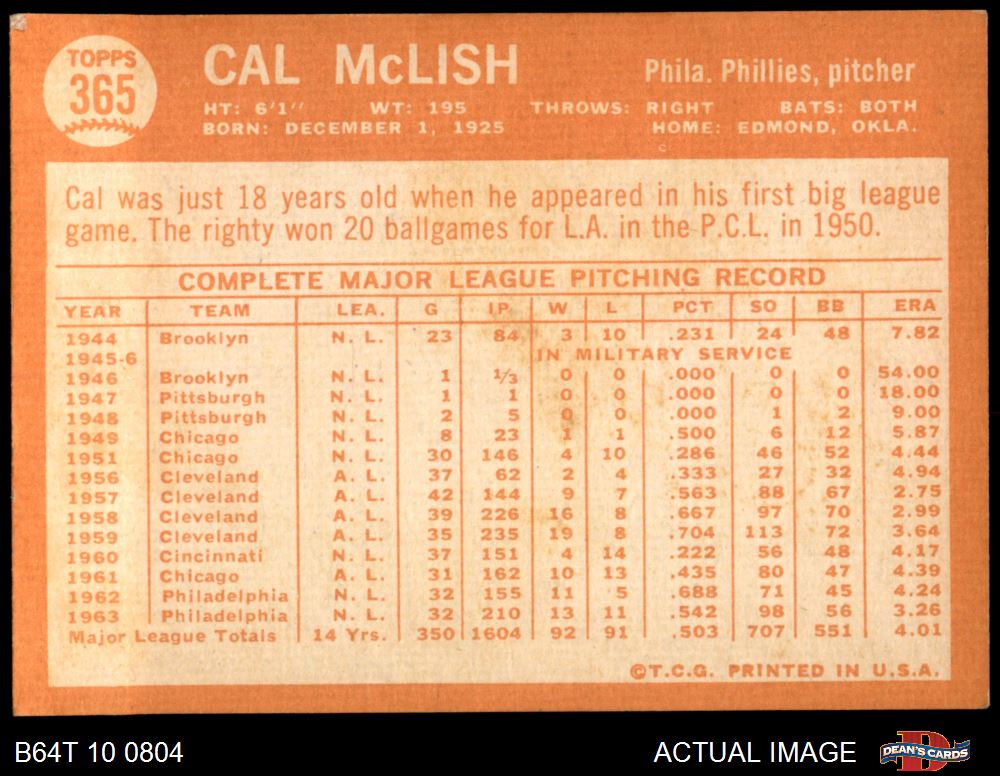 TOPPS
365
CAL McLISH
Phila. Phillies, pitcher
HT: 6'1'' WT: 195 THROWS: RIGHT BATS: BOTH
BORN: DECEMBER 1, 1925 HOME: EDMOND, OKLA.
Cal was just 18 years old when he appeared in his first big league
game. The righty won 20 ballgames for L.A. in the P.C.L. in 1950.
COMPLETE MAJOR LEAGUE PITCHING RECORD
YEAR TEAM LEA. G IP W L PCT SO BB ERA
1944 Brooklyn N. L. 23 84 3 10 .231 24 48 7.82
1945-6 IN MILITARY SERVICE
1946 Brooklyn N. L. 1 1/3 0 0 .000 0 0 54.00
1947 Pittsburgh N. L. 1 1 0 0 .000 0 0 18.00
1948 Pittsburgh N. L. 2 5 0 0 .000 1 2 9.00
1949 Chicago N. L. 8 23 1 1 .500 6 12 5.87
1951 Chicago N. L. 30 146 4 10 .286 46 52 4.44
1956 Cleveland A. L. 37 62 2 4 .333 27 32 4.94
1957 Cleveland A. L. 42 144 9 7 .563 88 67 2.75
1958 Cleveland A. L. 39 226 16 8 .667 97 70 2.99
1959 Cleveland A. L. 35 235 19 8 .704 113 72 3.64
1960 Cincinnati N. L. 37 151 4 14 .222 56 48 4.17
1961 Chicago A. L. 31 162 10 13 .435 80 47 4.39
1962 Philadelphia N. L. 32 155 11 5 .688 71 45 4.24
1963 Philadelphia N. L. 32 210 13 11 .542 98 56 3.26
Major League Totals 14 Yrs. 350 1604 92 91 .503 707 551 4.01
©T.C.G. PRINTED IN U.S.A.
B64T 10 0804 ACTUAL IMAGE DEAN'S CARDS